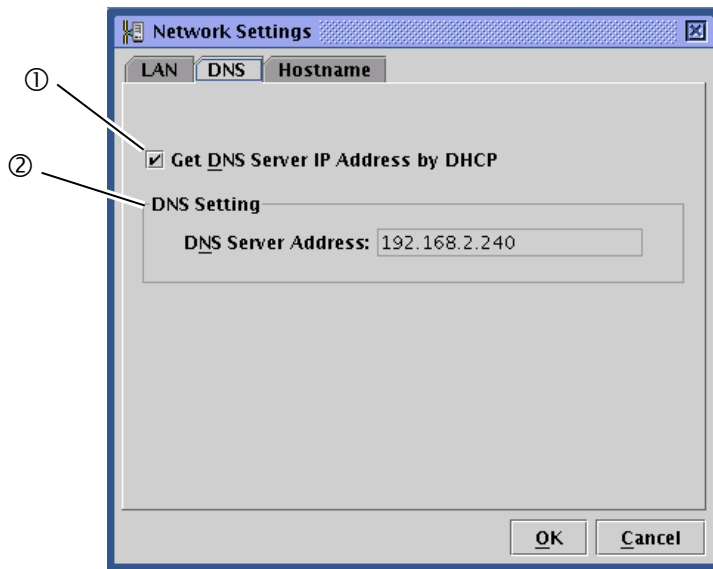 Network Settings
LAN DNS Hostname
①
Get DNS Server IP Address by DHCP
②
DNS Setting
DNS Server Address: 192.168.2.240
OK Cancel